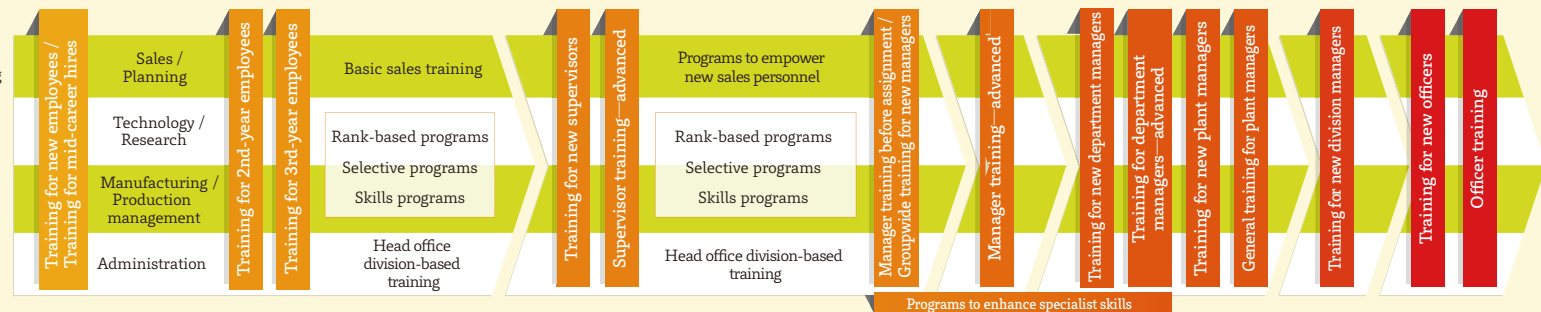 g
Training for new employees /
Training for mid-career hires
Sales /
Planning
Technology /
Research
Manufacturing /
Production
management
Administration
Training for 2nd-year employees
Training for 3rd-year employees
Basic sales training
Rank-based programs
Selective programs
Skills programs
Head office
division-based
training
Training for new supervisors
Supervisor training—advanced
Programs to empower
new sales personnel
Rank-based programs
Selective programs
Skills programs
Head office division-based
training
Manager training before assignment /
Groupwide training for new managers
Manager training—advanced
Training for new department managers
Training for department
managers—advanced
Training for new plant managers
General training for plant managers
Training for new division managers
Training for new officers
Officer training
Programs to enhance specialist skills